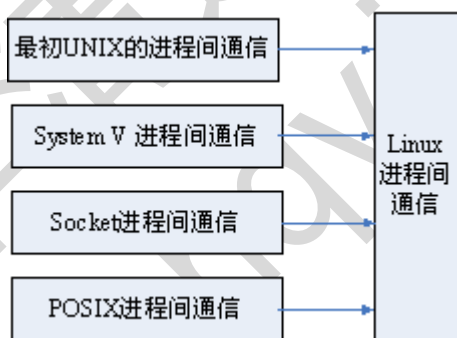 最初UNIX的进程间通信
System V 进程间通信
Socket进程间通信
POSIX进程间通信
Linux
进程间
通信